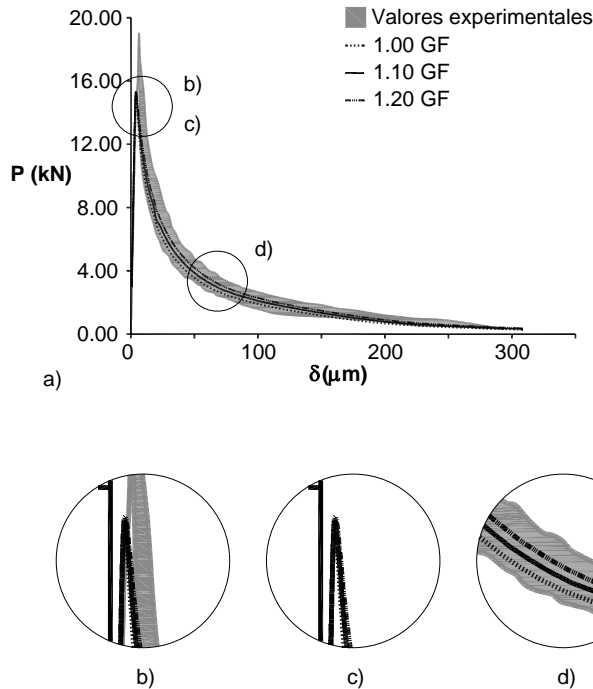 20.00
16.00
12.00
8.00
4.00
0.00
P (kN)
Valores experimentales
1.00 GF
1.10 GF
1.20 GF
b)
c)
d)
0
100
200
300
δ(μm)
a)
b)
c)
d)